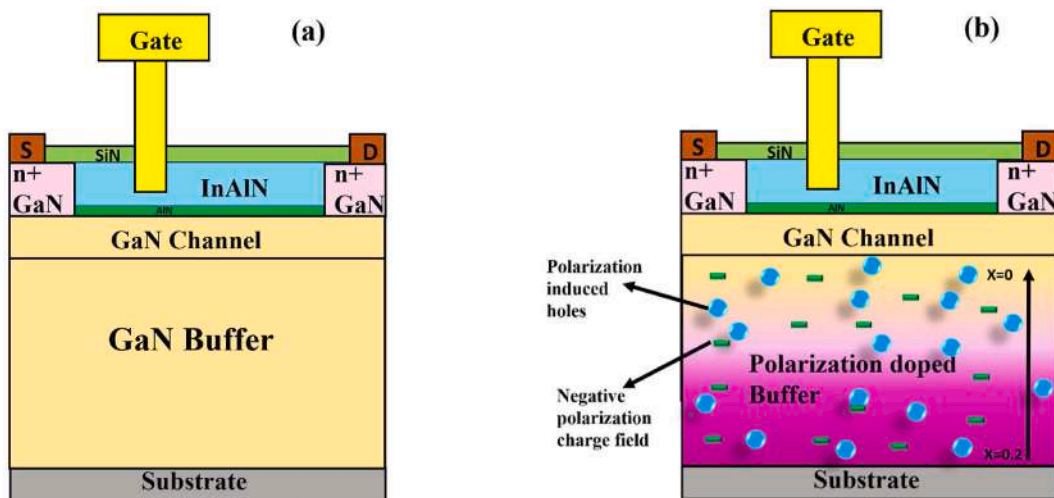 (a)
Gate
S
SiN
D
n+
GaN
InAlN
n+
GaN
AlN
GaN Channel
GaN Buffer
Substrate
(b)
Gate
S
SiN
D
n+
GaN
InAlN
n+
GaN
AlN
GaN Channel
Polarization
induced
holes
X=0
Polarization doped
Buffer
Negative
polarization
charge field
X=0.2
Substrate